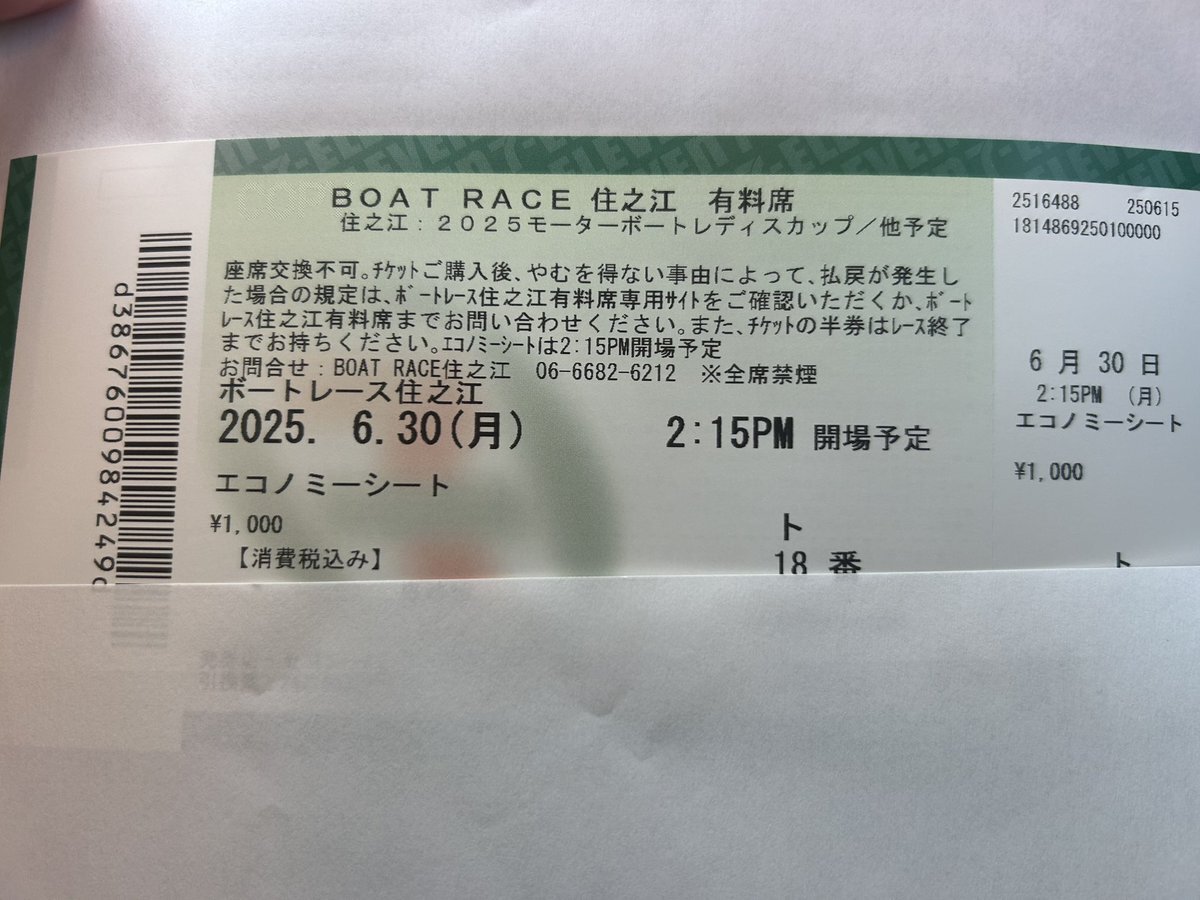 BOAT RACE 住之江 有料席
住之江：2025モーターボートレディスカップ／他予定
座席交換不可。ﾁｹｯﾄご購入後、やむを得ない事由によって、払戻が発生し
た場合の規定は、ﾎﾞｰﾄﾚｰｽ住之江有料席専用ｻｲﾄをご確認いただくか、ﾎﾞｰﾄ
ﾚｰｽ住之江有料席までお問い合わせください。また、ﾁｹｯﾄの半券はﾚｰｽ終了
までお持ちください。ｴｺﾉﾐｰｼｰﾄは2:15PM開場予定
お問合せ：BOAT RACE住之江 06-6682-6212 ※全席禁煙
ボートレース住之江
2025. 6.30(月) 2:15PM 開場予定
エコノミーシート
¥1,000
【消費税込み】
ト
18 番
d3867600984249
2516488 250615
1814869250100000
6 月 30 日
2:15PM (月)
エコノミーシート
¥1,000
ト